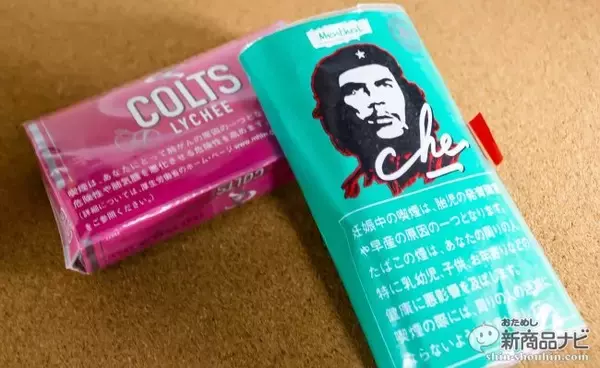 COLTS
LYCHEE
喫煙は、あなたにとって肺がんの原因の一つとな
危険性や肺気腫を悪化させる危険性を高めます
(詳細については、厚生労働省のホーム・ページ www.mhlw
をご参照ください。)
COLTS
Menthol
che
妊娠中の喫煙は、胎児の発育障害
や早産の原因の一つとなります。
たばこの煙は、あなたの周りの人、
特に乳幼児、子供、お年寄りなどの
健康に悪影響を及ぼします。
喫煙の際には、周りの人の迷惑
ならないよう
おためし
新商品ナビ
shin-shouhin.com